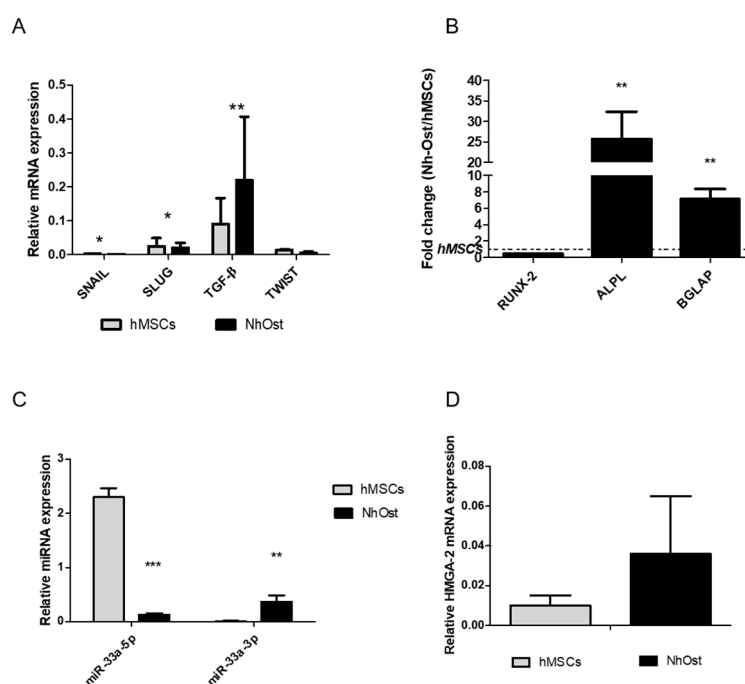 A
Relative mRNA expression
0.5
0.4
0.3
0.2
0.1
0.0
*
*
**
SNAIL
SLUG
TGF-β
TWIST
hMSCs
NhOst
B
Fold change (Nh-Ost/hMSCs)
40
35
30
25
20
15
10
8
6
4
2
0
hMSCs
**
**
RUNX-2
ALPL
BGLAP
C
Relative miRNA expression
3
2
1
0
***
**
miR-33a-5p
miR-33a-3p
hMSCs
NhOst
D
Relative HMGA-2 mRNA expression
0.08
0.06
0.04
0.02
0.00
hMSCs
NhOst